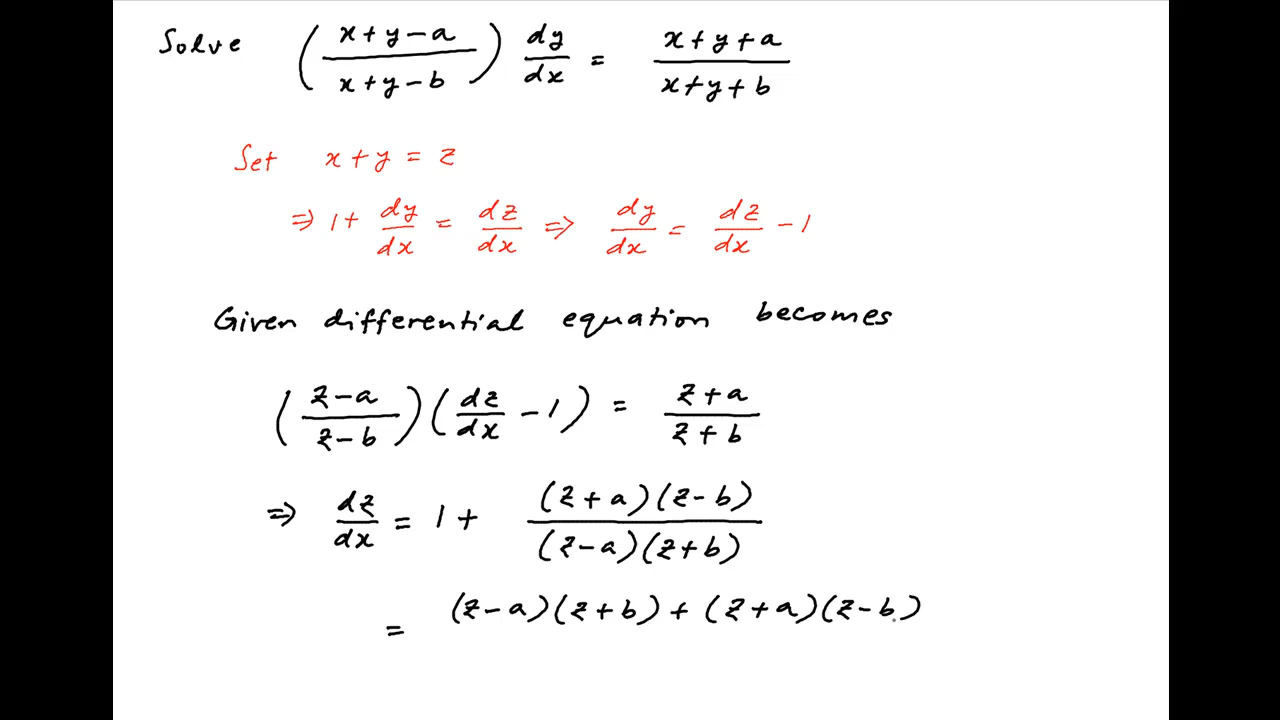 Solve ((x+y-a)/(x+y-b)) dy/dx = (x+y+a)/(x+y+b)
Set x+y = z
⇒ 1+ dy/dx = dz/dx ⇒ dy/dx = dz/dx - 1
Given differential equation becomes
((z-a)/(z-b)) (dz/dx - 1) = (z+a)/(z+b)
⇒ dz/dx = 1 + ((z+a)(z-b))/((z-a)(z+b))
= (z-a)(z+b) + (z+a)(z-b)